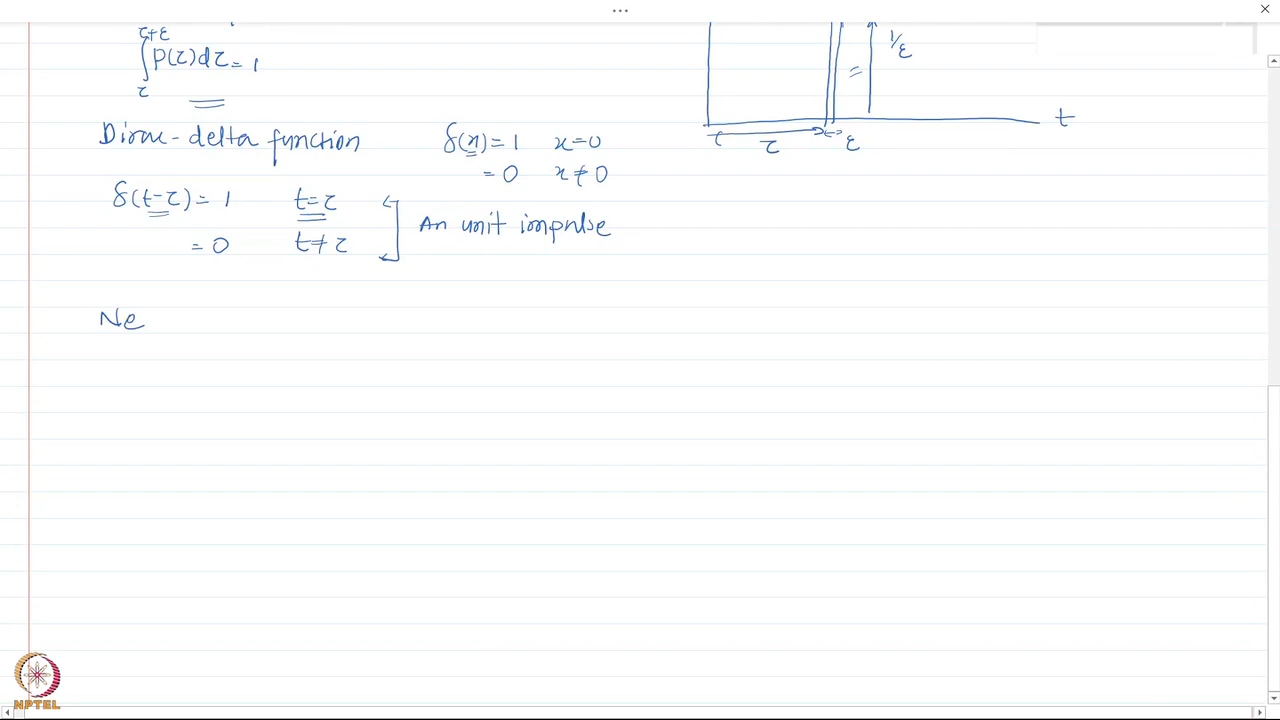 τ+ε
∫ p(τ)dτ = 1
τ
1/ε
=
t
τ
ε
Dirac-delta function δ(x) = 1 x=0
= 0 x≠0
δ(t-τ) = 1 t=τ
= 0 t≠τ
An unit impulse
Ne
NPTEL